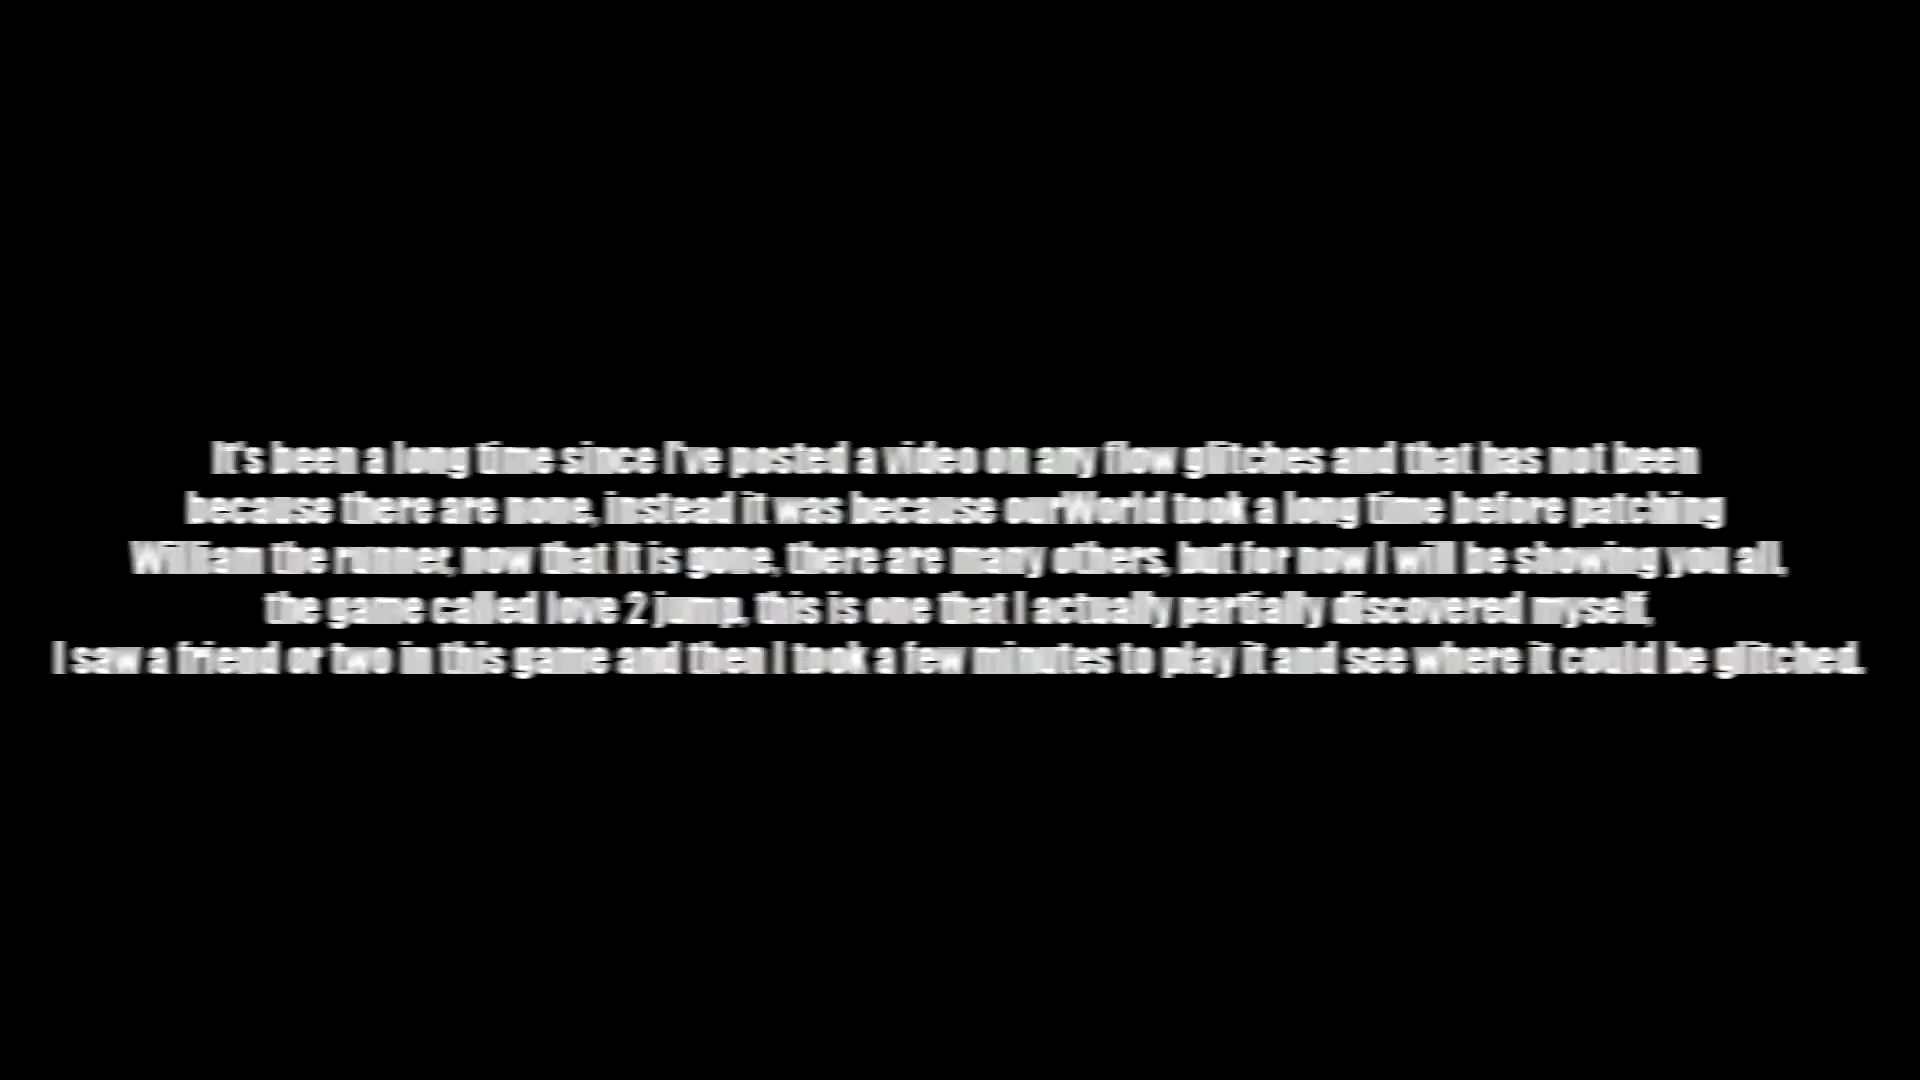 It's been a long time since I've posted a video on any flow glitches and that has not been
because there are none, instead it was because ourWorld took a long time before patching
William the runner, now that it is gone, there are many others, but for now I will be showing you all,
the game called love 2 jump, this is one that I actually partially discovered myself,
I saw a friend or two in this game and then I took a few minutes to play it and see where it could be glitched.